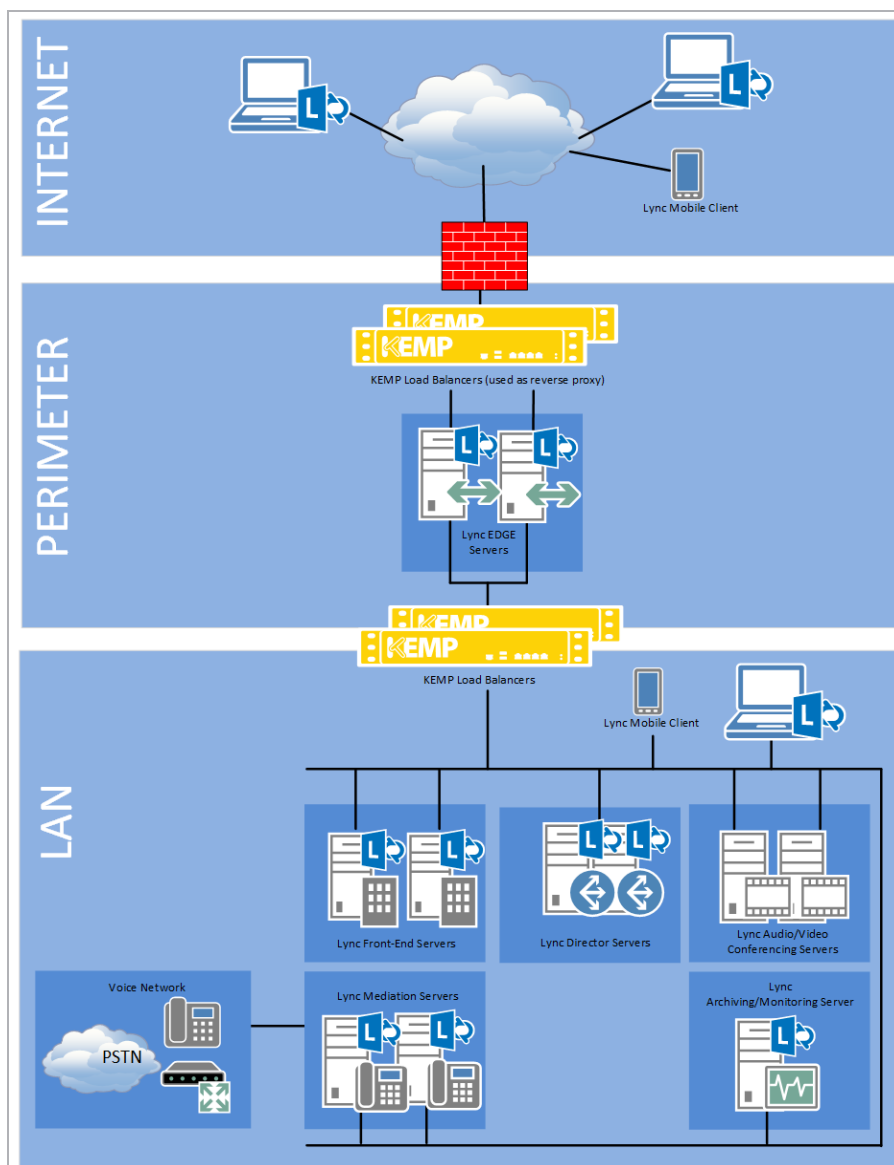 INTERNET
L
L
Lync Mobile Client
PERIMETER
KEMP
KEMP
KEMP Load Balancers (used as reverse proxy)
L
L
Lync EDGE
Servers
KEMP
KEMP
KEMP Load Balancers
LAN
Lync Mobile Client
L
L
L
L
L
Lync Front-End Servers
Lync Director Servers
Lync Audio/Video
Conferencing Servers
Voice Network
PSTN
Lync Mediation Servers
L
L
Lync
Archiving/Monitoring Server
L